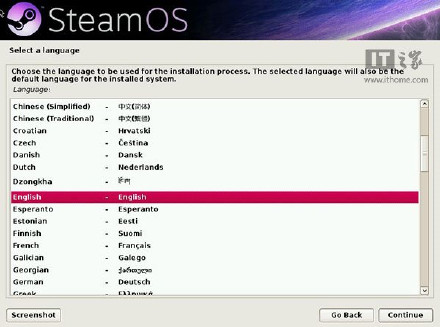 SteamOS
IT之家
www.ithome.com
Select a language
Choose the language to be used for the installation process. The selected language will also be the
default language for the installed system.
Language:
Chinese (Simplified) - 中文(简体)
Chinese (Traditional) - 中文(繁體)
Croatian - Hrvatski
Czech - Čeština
Danish - Dansk
Dutch - Nederlands
Dzongkha -
English - English
Esperanto - Esperanto
Estonian - Eesti
Finnish - Suomi
French - Français
Galician - Galego
Georgian - ქართული
German - Deutsch
Greek - Ελληνικά
Screenshot
Go Back
Continue